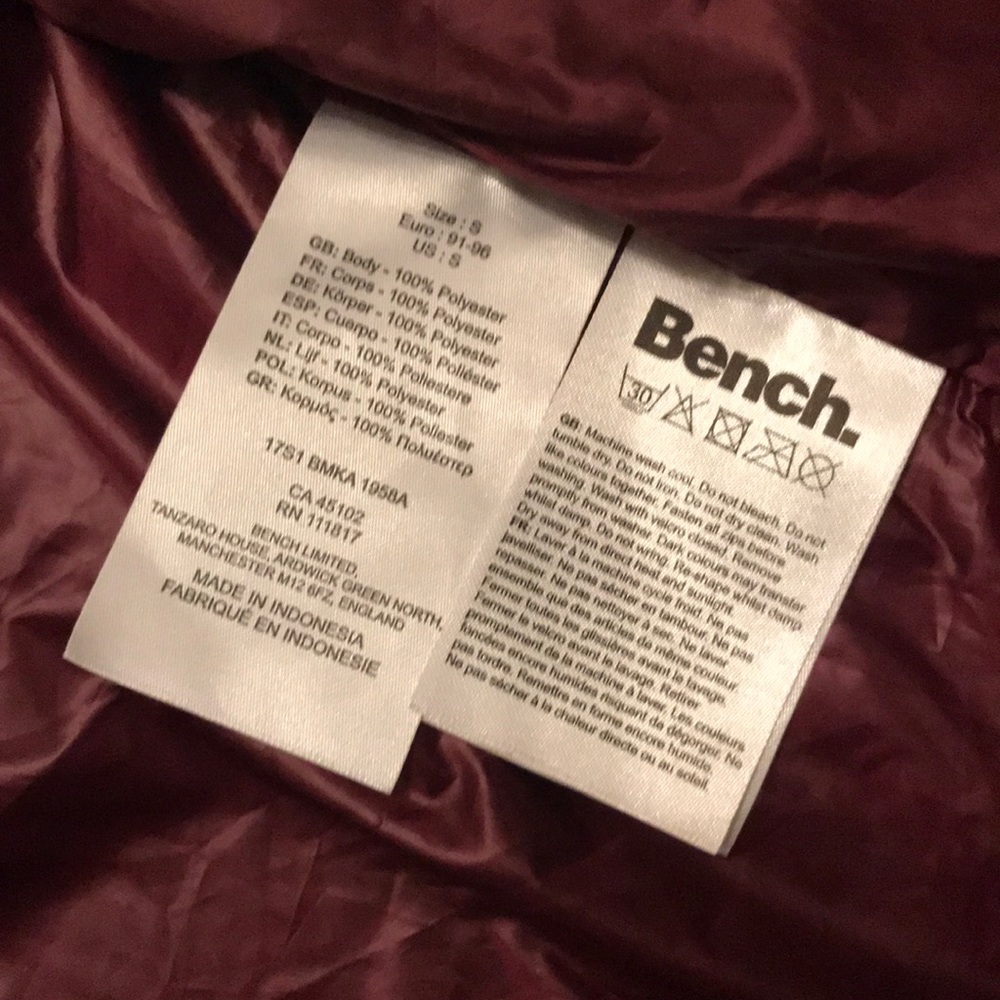 Size : S
Euro : 91-96
US : S
GB: Body - 100% Polyester
FR: Corps - 100% Polyester
DE: Körper - 100% Polyester
ESP: Cuerpo - 100% Poliéster
IT: Corpo - 100% Poliestere
NL: Lijf - 100% Polyester
POL: Korpus - 100% Poliester
GR: Κορμός - 100% Πολυέστερ
17S1 BMKA 1958A
CA 45102
RN 111817
BENCH LIMITED,
TANZARO HOUSE, ARDWICK GREEN NORTH,
MANCHESTER M12 6FZ, ENGLAND
MADE IN INDONESIA
FABRIQUÉ EN INDONESIE
Bench.
30
GB: Machine wash cool. Do not bleach. Do not
tumble dry. Do not iron. Do not dry clean. Wash
like colours together. Fasten all zips before
washing. Wash with velcro closed. Remove
promptly from washer. Dark colours may transfer
whilst damp. Do not wring. Re-shape whilst damp.
Dry away from direct heat and sunlight.
FR: Laver à la machine cycle froid. Ne pas
javelliser. Ne pas sécher en tambour. Ne pas
repasser. Ne pas nettoyer à sec. Ne laver
ensemble que des articles de même couleur.
Fermer toutes les glissières avant le lavage.
Fermer le velcro avant le lavage. Retirer
promptement de la machine à laver. Les couleurs
foncées encore humides risquent de dégorger. Ne
pas tordre. Remettre en forme encore humide.
Ne pas sécher à la chaleur directe ou au soleil.